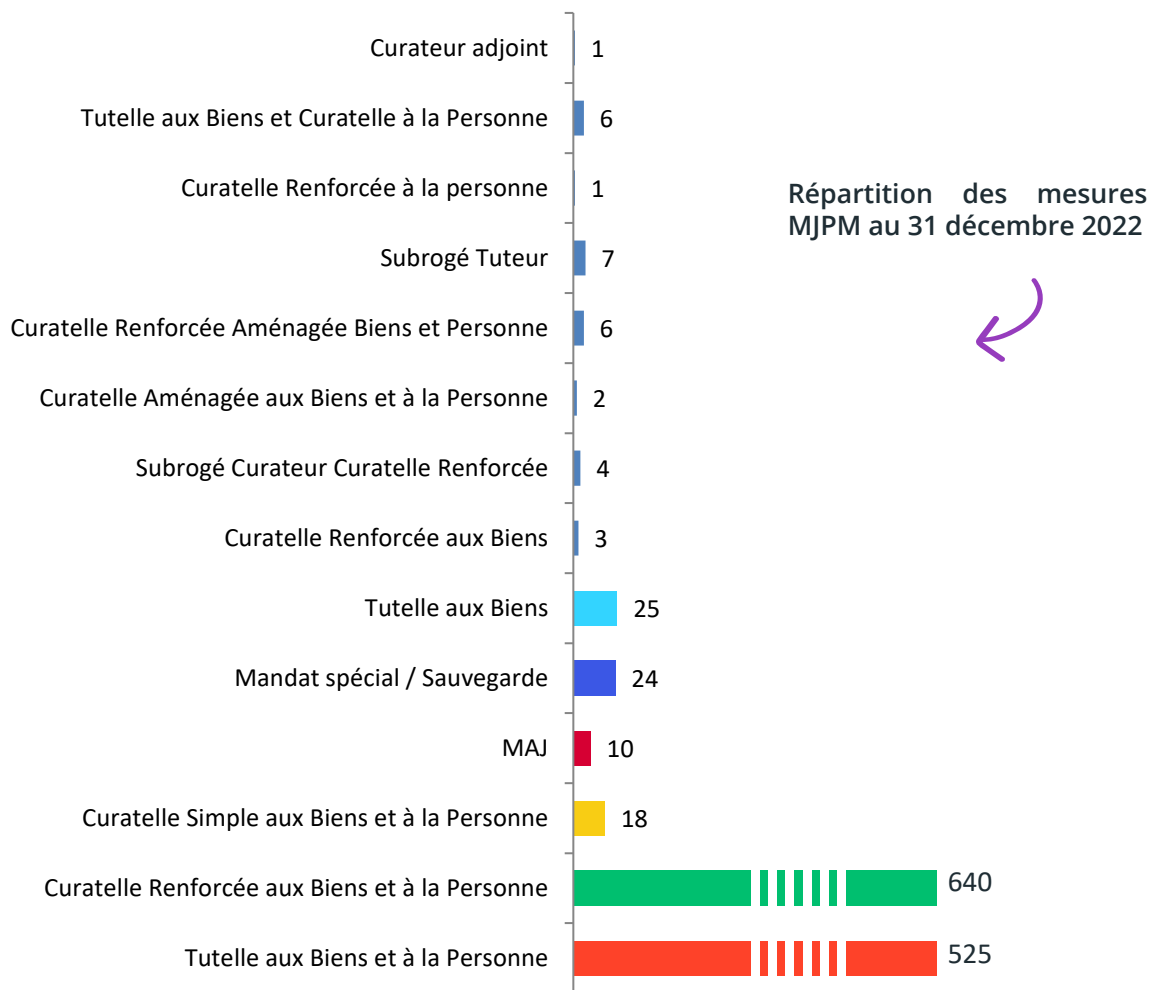 Curateur adjoint 1
Tutelle aux Biens et Curatelle à la Personne 6
Curatelle Renforcée à la personne 1
Répartition des mesures
MJPM au 31 décembre 2022
Subrogé Tuteur 7
Curatelle Renforcée Aménagée Biens et Personne 6
Curatelle Aménagée aux Biens et à la Personne 2
Subrogé Curateur Curatelle Renforcée 4
Curatelle Renforcée aux Biens 3
Tutelle aux Biens 25
Mandat spécial / Sauvegarde 24
MAJ 10
Curatelle Simple aux Biens et à la Personne 18
Curatelle Renforcée aux Biens et à la Personne 640
Tutelle aux Biens et à la Personne 525